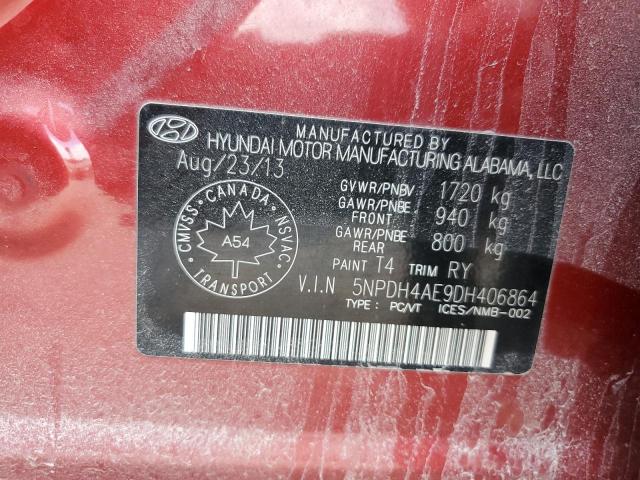 MANUFACTURED BY
HYUNDAI MOTOR MANUFACTURING ALABAMA, LLC
Aug/23/13
GVWR/PNBV 1720 kg
GAWR/PNBE FRONT 940 kg
GAWR/PNBE REAR 800 kg
PAINT T4 TRIM RY
V.I.N 5NPDH4AE9DH406864
TYPE: PC/VT ICES/NMB-002
CANADA
CMVSS
NSVAC
A54
TRANSPORT